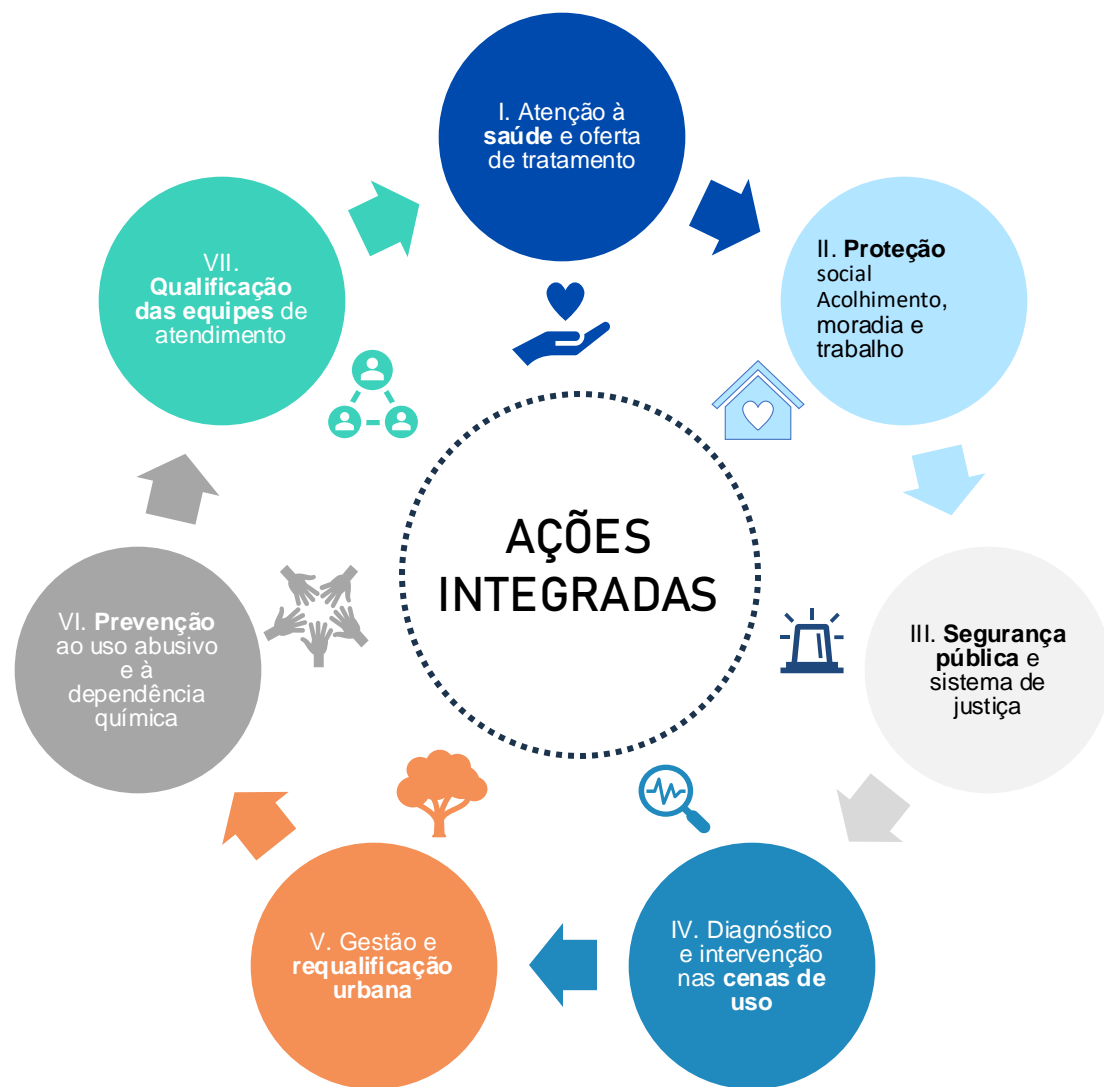 I. Atenção à
saúde e oferta
de tratamento
II. Proteção
social
Acolhimento,
moradia e
trabalho
III. Segurança
pública e
sistema de
justiça
IV. Diagnóstico
e intervenção
nas cenas de
uso
V. Gestão e
requalificação
urbana
VI. Prevenção
ao uso abusivo
e à
dependência
química
VII.
Qualificação
das equipes de
atendimento
AÇÕES
INTEGRADAS